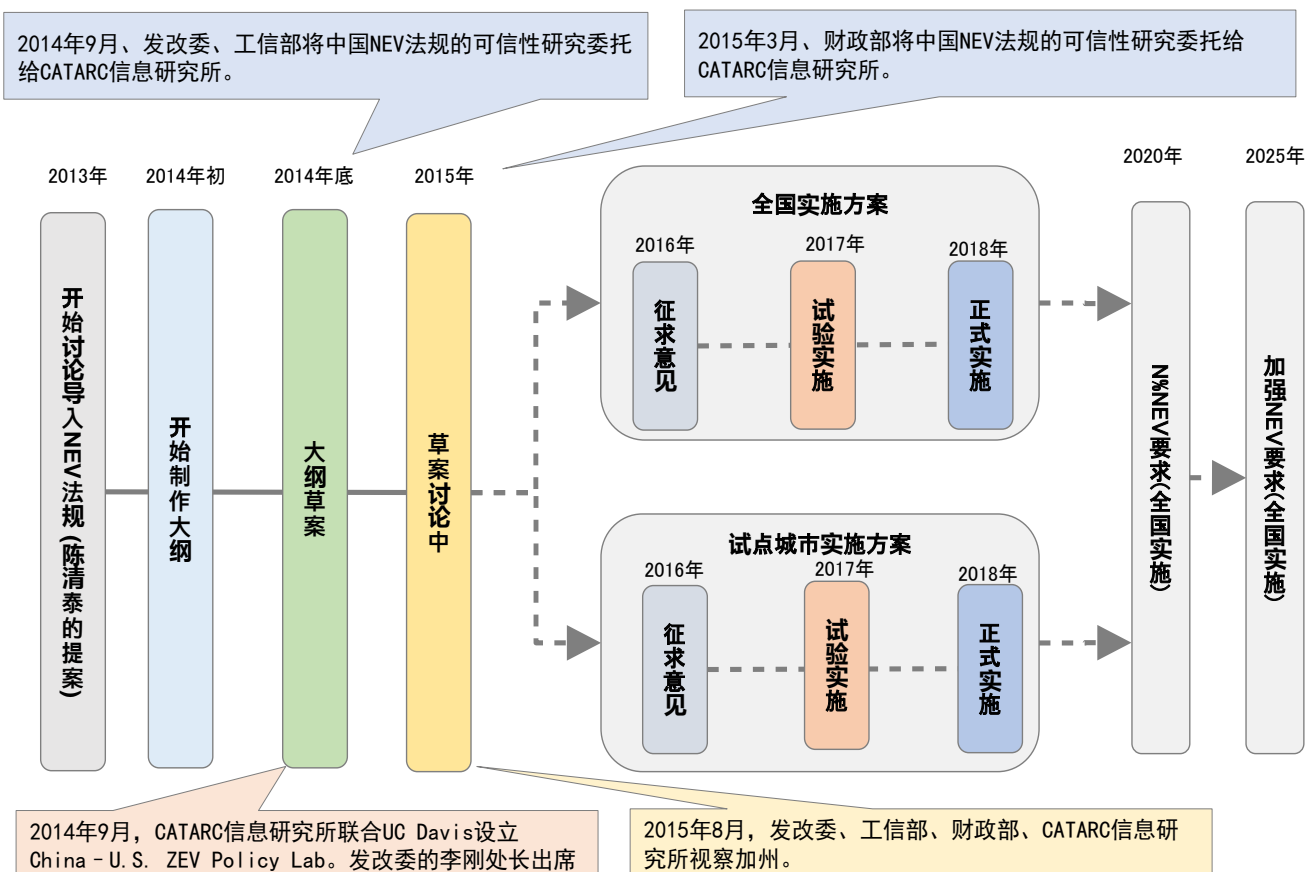 2014年9月、发改委、工信部将中国NEV法规的可信性研究委托
给CATARC信息研究所。
2015年3月、财政部将中国NEV法规的可信性研究委托给
CATARC信息研究所。
2013年
2014年初
2014年底
2015年
2020年
2025年
开始讨论导入NEV法规(陈清泰的提案)
开始制作大纲
大纲草案
草案讨论中
全国实施方案
2016年
2017年
2018年
征求意见
试验实施
正式实施
试点城市实施方案
2016年
2017年
2018年
征求意见
试验实施
正式实施
N%NEV要求(全国实施)
加强NEV要求(全国实施)
2014年9月，CATARC信息研究所联合UC Davis设立
China–U.S. ZEV Policy Lab。发改委的李刚处长出席
2015年8月，发改委、工信部、财政部、CATARC信息研
究所视察加州。